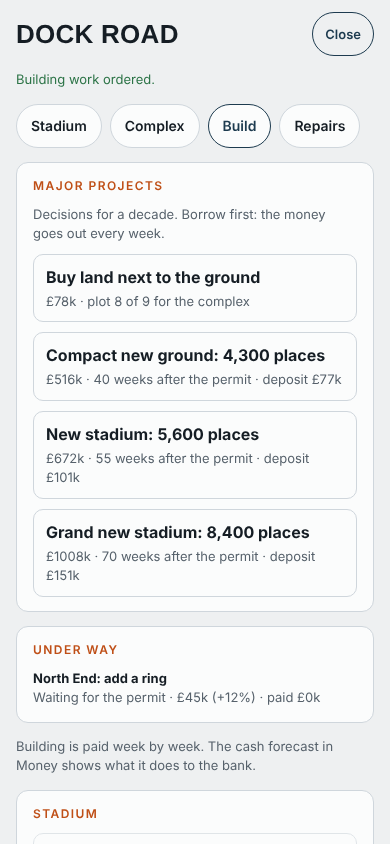 DOCK ROAD
Close
Building work ordered.
Stadium
Complex
Build
Repairs
MAJOR PROJECTS
Decisions for a decade. Borrow first: the money
goes out every week.
Buy land next to the ground
£78k · plot 8 of 9 for the complex
Compact new ground: 4,300 places
£516k · 40 weeks after the permit · deposit £77k
New stadium: 5,600 places
£672k · 55 weeks after the permit · deposit
£101k
Grand new stadium: 8,400 places
£1008k · 70 weeks after the permit · deposit
£151k
UNDER WAY
North End: add a ring
Waiting for the permit · £45k (+12%) · paid £0k
Building is paid week by week. The cash forecast in
Money shows what it does to the bank.
STADIUM